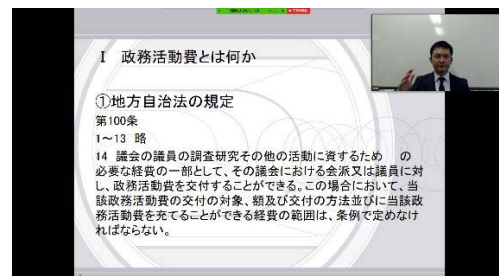 I 政務活動費とは何か
①地方自治法の規定
第100条
1～13 略
14 議会の議員の調査研究その他の活動に資するため の
必要な経費の一部として、その議会における会派又は議員に対
し、政務活動費を交付することができる。この場合において、当
該政務活動費の交付の対象、額及び交付の方法並びに当該政
務活動費を充てることができる経費の範囲は、条例で定めなけ
ればならない。